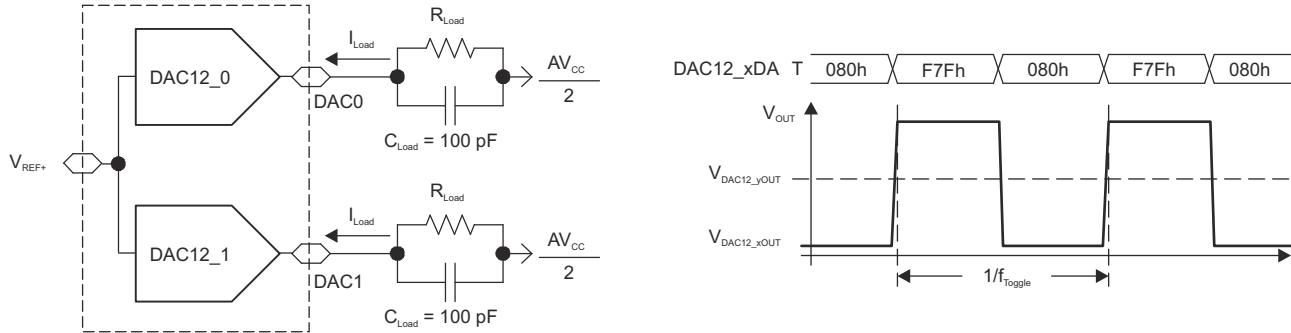 R_Load
I_Load
DAC12_0
DAC0
AV_CC
2
C_Load = 100 pF
V_REF+
R_Load
I_Load
DAC12_1
DAC1
AV_CC
2
C_Load = 100 pF
DAC12_xDA T 080h F7Fh 080h F7Fh 080h
V_OUT
V_DAC12_yOUT
V_DAC12_xOUT
1/f_Toggle